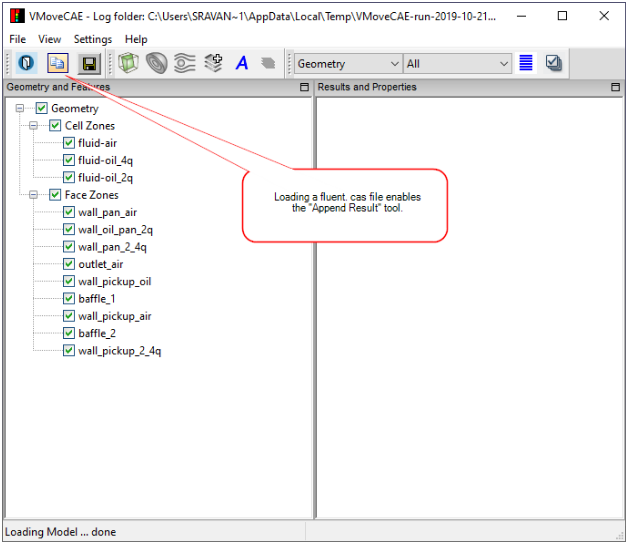 VMoveCAE - Log folder: C:\Users\SRAVAN~1\AppData\Local\Temp\VMoveCAE-run-2019-10-21...
File View Settings Help
A Geometry All
Geometry and Features
Results and Properties
Geometry
Cell Zones
fluid-air
fluid-oil_4q
fluid-oil_2q
Face Zones
wall_pan_air
wall_oil_pan_2q
wall_pan_2_4q
outlet_air
wall_pickup_oil
baffle_1
wall_pickup_air
baffle_2
wall_pickup_2_4q
Loading a fluent. cas file enables
the "Append Result" tool.
Loading Model ... done